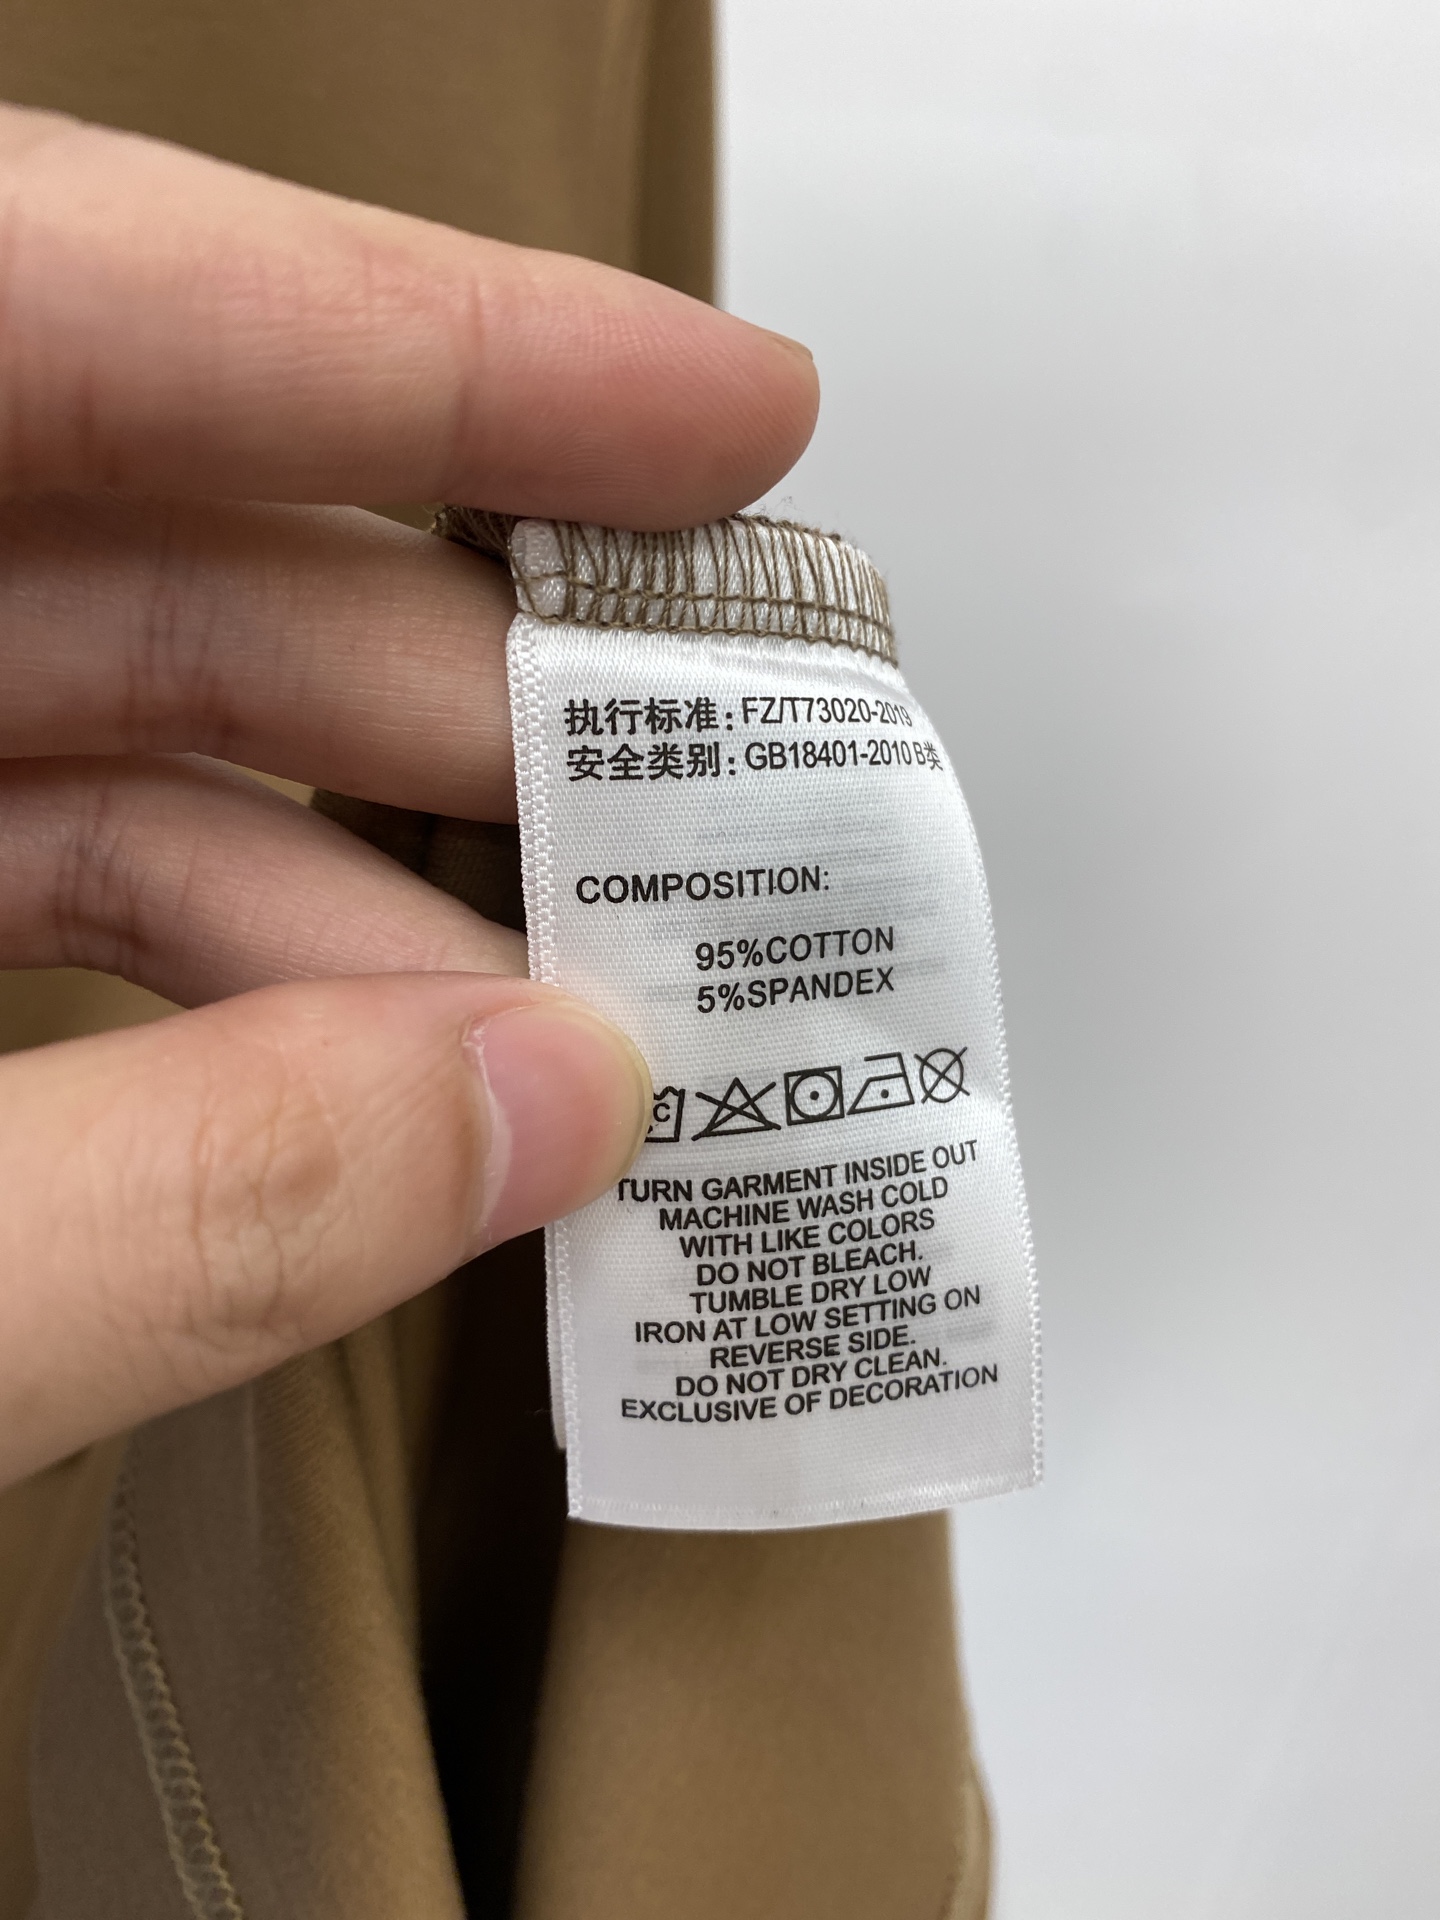 执行标准: FZ/T73020-2019
安全类别: GB18401-2010 B类
COMPOSITION:
95%COTTON
5%SPANDEX
C
TURN GARMENT INSIDE OUT
MACHINE WASH COLD
WITH LIKE COLORS
DO NOT BLEACH.
TUMBLE DRY LOW
IRON AT LOW SETTING ON
REVERSE SIDE.
DO NOT DRY CLEAN.
EXCLUSIVE OF DECORATION